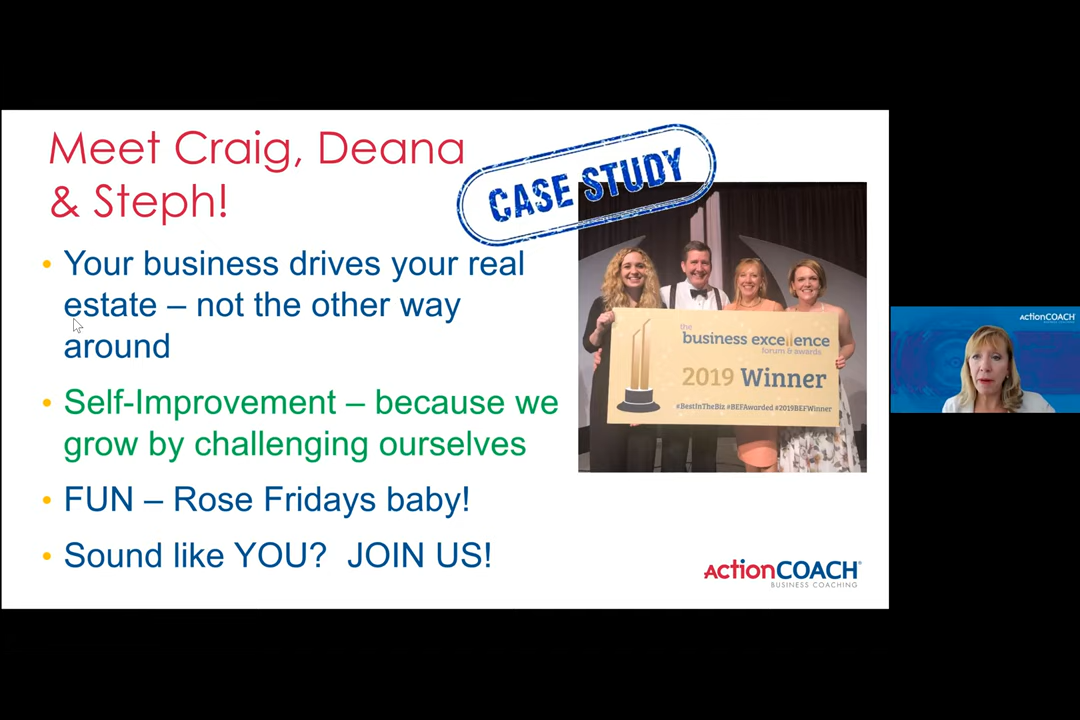 Meet Craig, Deana
& Steph!
CASE STUDY
• Your business drives your real
estate – not the other way
around
• Self-Improvement – because we
grow by challenging ourselves
• FUN – Rose Fridays baby!
• Sound like YOU? JOIN US!
the
business excellence
forum & awards
2019 Winner
#BestInTheBiz #BEFAwarded #2019BEFWinner
ActionCOACH®
BUSINESS COACHING
ActionCOACH